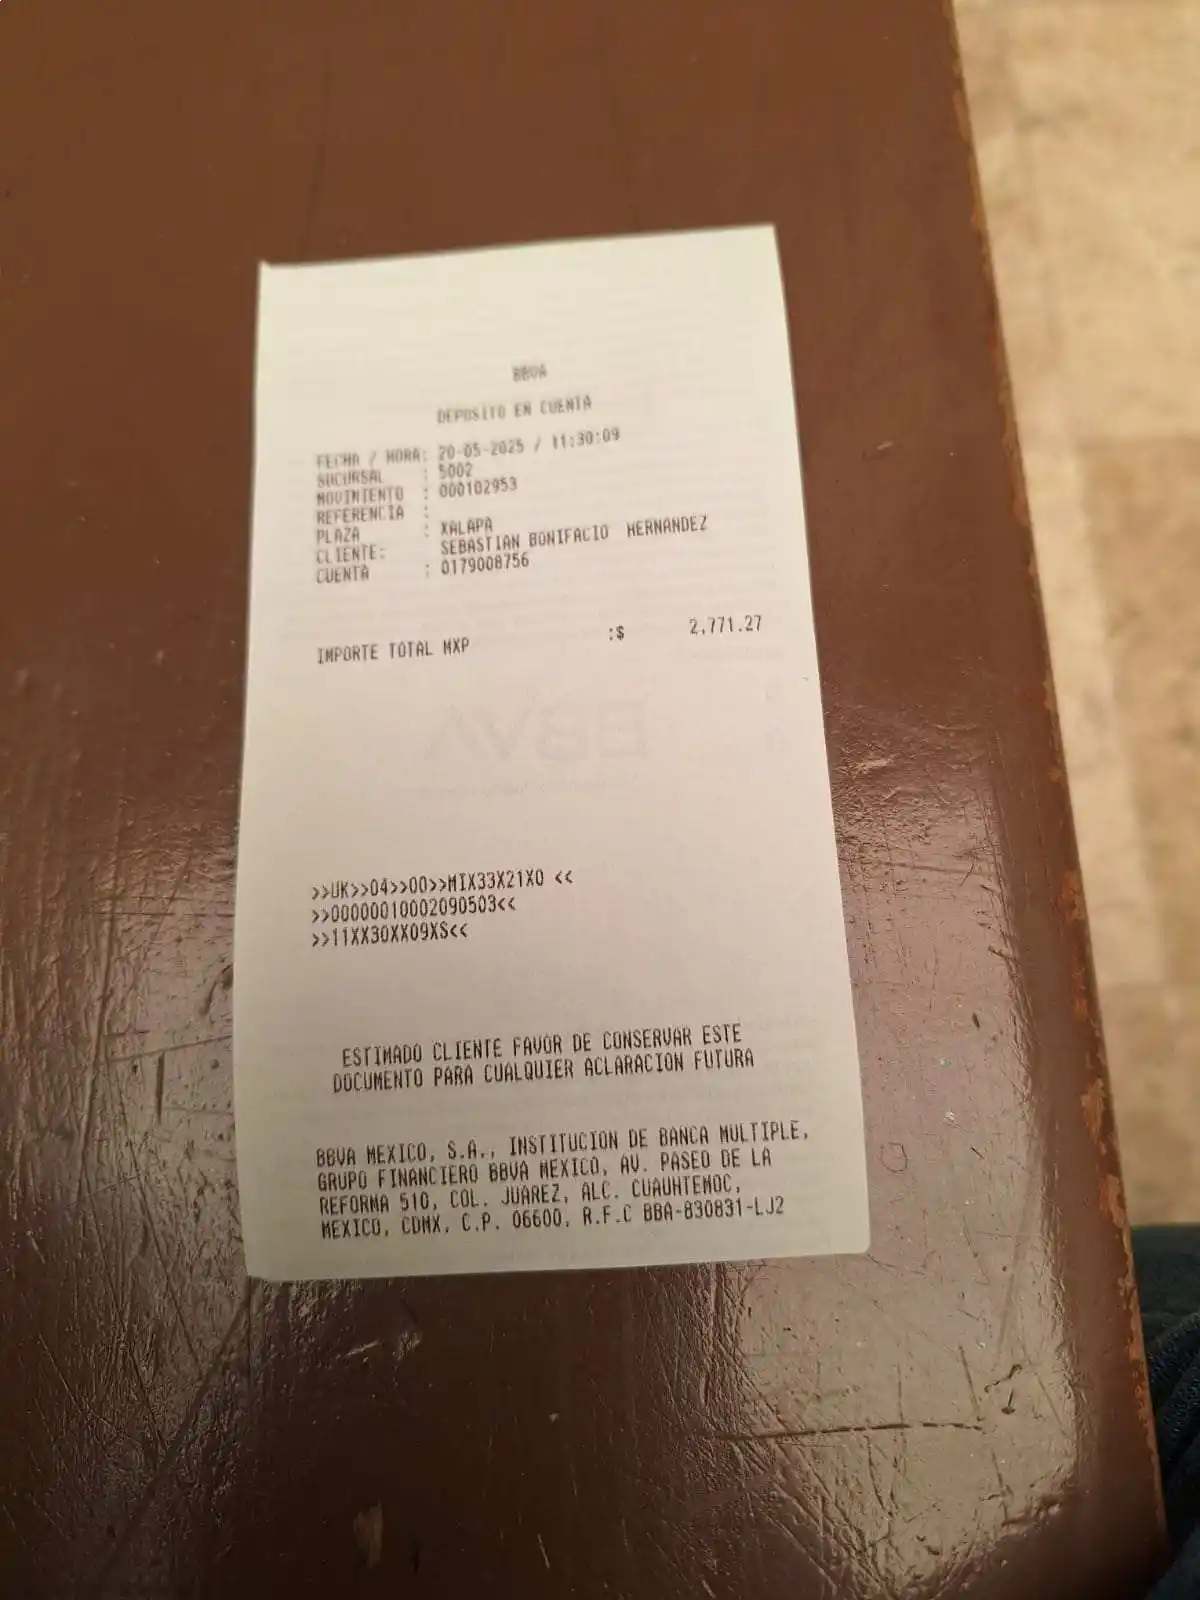 BBVA
DEPOSITO EN CUENTA
FECHA / HORA: 20-05-2025 / 11:30:09
SUCURSAL : 5002
MOVIMIENTO : 000102953
REFERENCIA :
PLAZA : XALAPA
CLIENTE: SEBASTIAN BONIFACIO HERNANDEZ
CUENTA : 0179008756
IMPORTE TOTAL MXP :$ 2,771.27
>>UK>>04>>00>>MIX33X21XO <<
>>00000010002090503<<
>>11XX30XX09XS<<
ESTIMADO CLIENTE FAVOR DE CONSERVAR ESTE
DOCUMENTO PARA CUALQUIER ACLARACION FUTURA
BBVA MEXICO, S.A., INSTITUCION DE BANCA MULTIPLE,
GRUPO FINANCIERO BBVA MEXICO, AV. PASEO DE LA
REFORMA 510, COL. JUAREZ, ALC. CUAUHTEMOC,
MEXICO, CDMX, C.P. 06600, R.F.C BBA-830831-LJ2